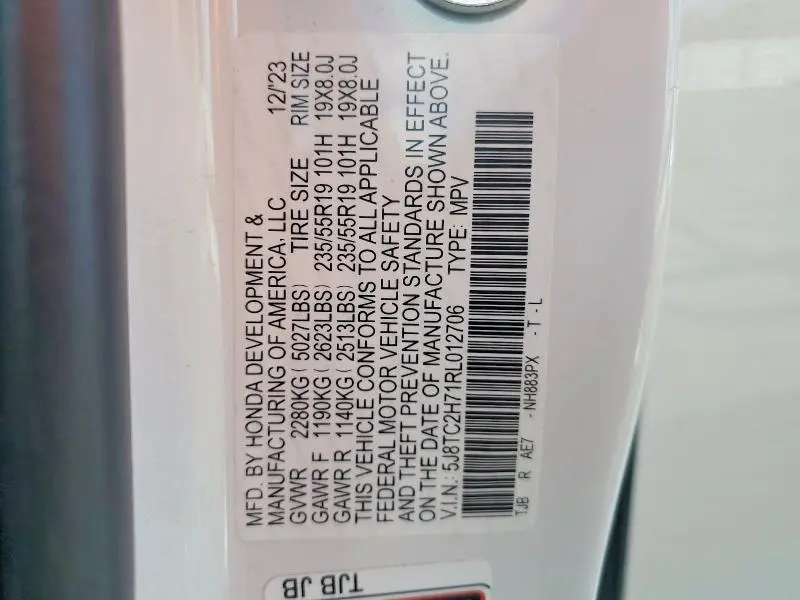 MFD. BY HONDA DEVELOPMENT &
MANUFACTURING OF AMERICA, LLC 12/'23
GVWR 2280KG ( 5027LBS) TIRE SIZE RIM SIZE
GAWR F 1190KG ( 2623LBS) 235/55R19 101H 19X8.0J
GAWR R 1140KG ( 2513LBS) 235/55R19 101H 19X8.0J
THIS VEHICLE CONFORMS TO ALL APPLICABLE
FEDERAL MOTOR VEHICLE SAFETY
AND THEFT PREVENTION STANDARDS IN EFFECT
ON THE DATE OF MANUFACTURE SHOWN ABOVE.
V.I.N.: 5J8TC2H71RL012706 TYPE: MPV
TJB R AE7 - NH883PX - T - L
TJB JB